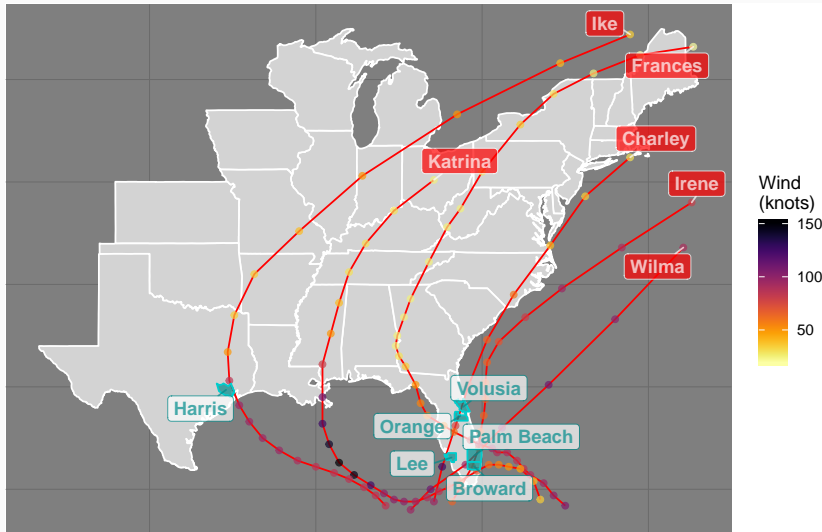 Ike
Frances
Charley
Katrina
Irene
Wilma
Volusia
Harris
Orange
Palm Beach
Lee
Broward
Wind
(knots)
150
100
50